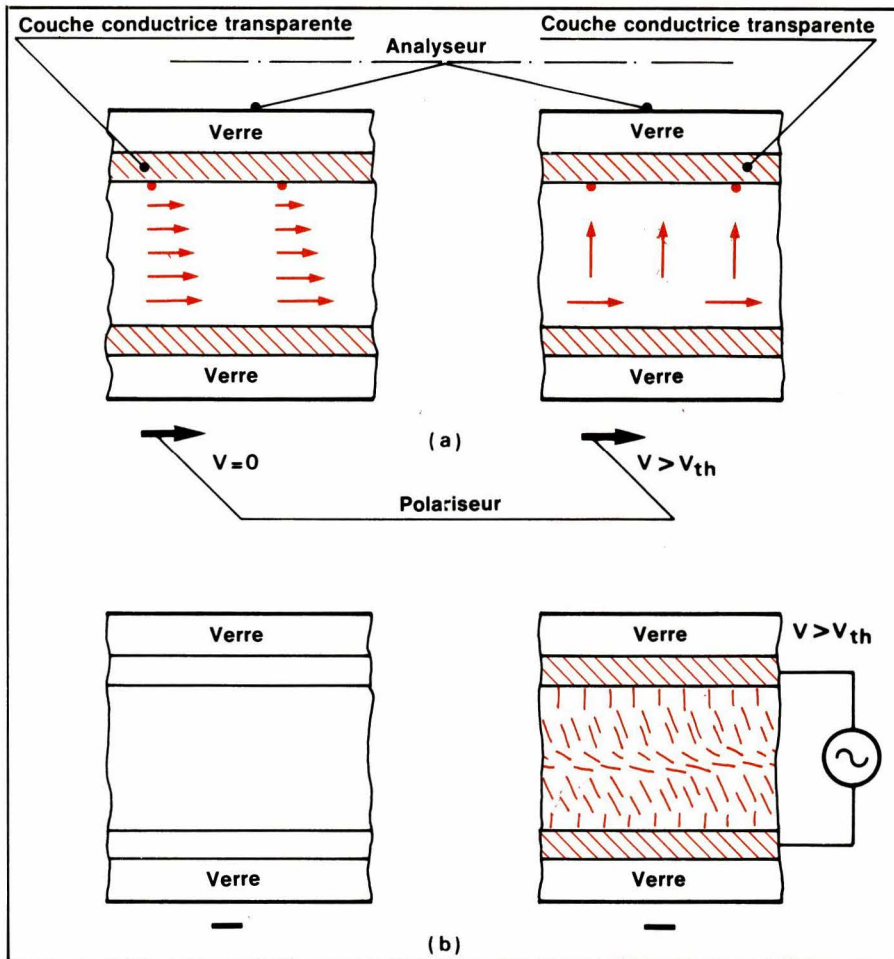 Couche conductrice transparente
Couche conductrice transparente
Analyseur
Verre
Verre
Verre
Verre
(a)
V=0
V>Vth
Polariseur
Verre
Verre
V>Vth
Verre
Verre
(b)